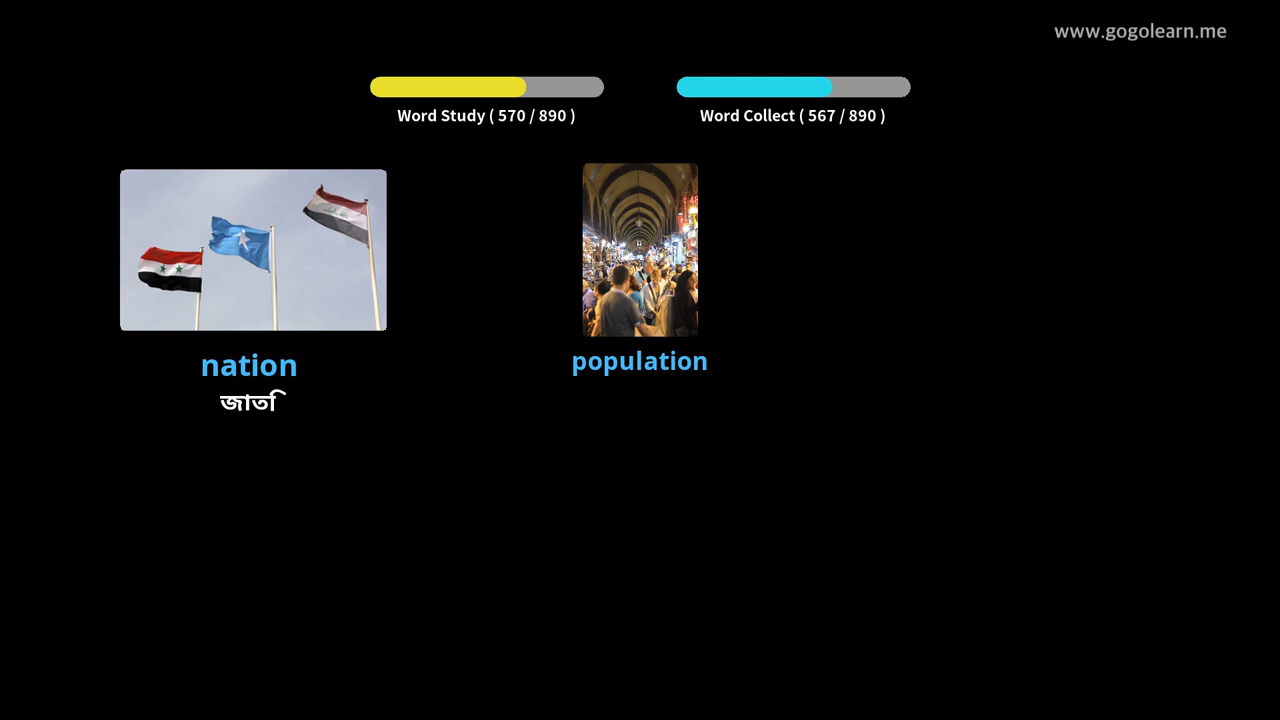 www.gogolearn.me
Word Study ( 570 / 890 )
Word Collect ( 567 / 890 )
nation
জাতি
population